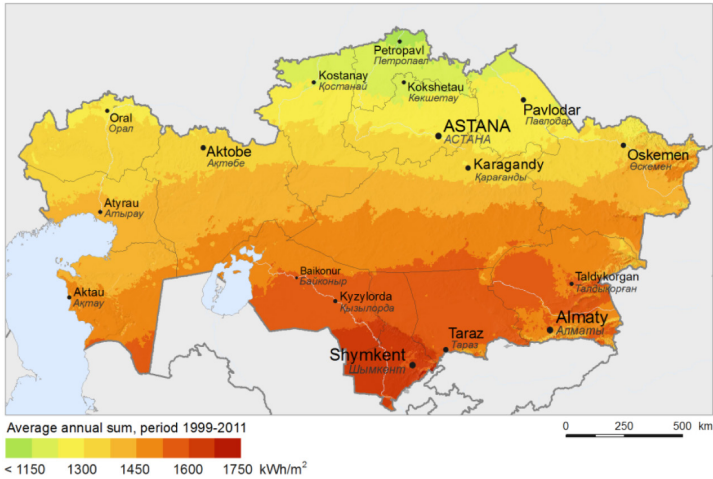 Petropavl
Петропавл
Kostanay
Қостанай
Kokshetau
Көкшетау
Pavlodar
Павлодар
Oral
Орал
ASTANA
АСТАНА
Aktobe
Ақтөбе
Oskemen
Өскемен
Karagandy
Қарағанды
Atyrau
Атырау
Baikonur
Байконыр
Taldykorgan
Талдықорған
Aktau
Ақтау
Kyzylorda
Қызылорда
Almaty
Алматы
Taraz
Тараз
Shymkent
Шымкент
Average annual sum, period 1999-2011
0 250 500 km
< 1150 1300 1450 1600 1750 kWh/m²